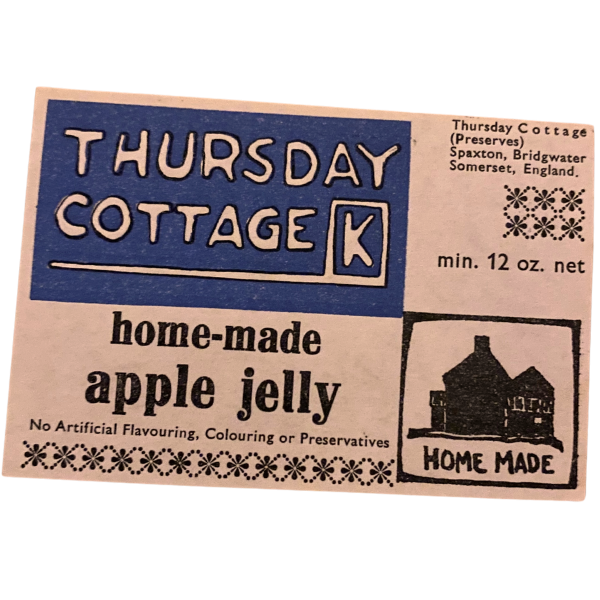 THURSDAY
COTTAGE K
Thursday Cottage
(Preserves)
Spaxton, Bridgwater
Somerset, England.
min. 12 oz. net
home-made
apple jelly
No Artificial Flavouring, Colouring or Preservatives
HOME MADE